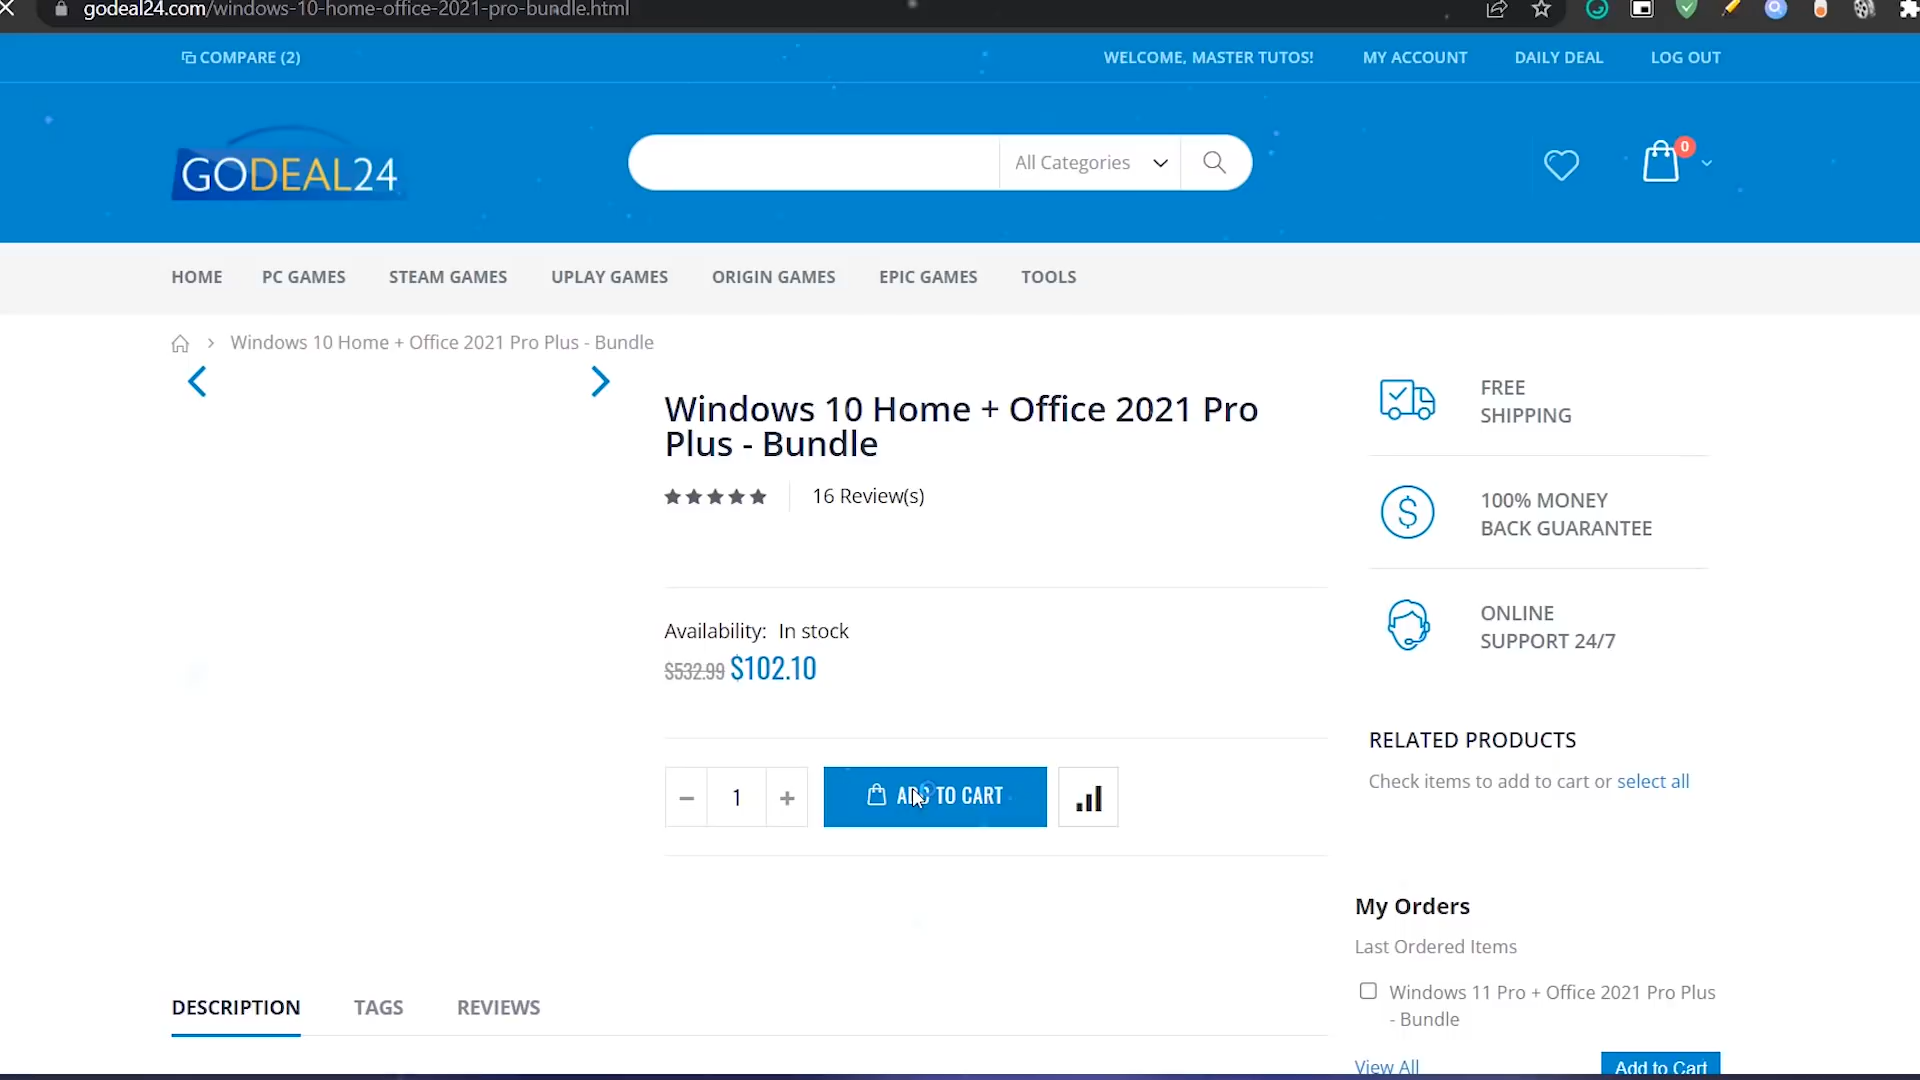 godeal24.com/windows-10-home-office-2021-pro-bundle.html
COMPARE (2)
WELCOME, MASTER TUTOS!
MY ACCOUNT
DAILY DEAL
LOG OUT
GODEAL24
All Categories
0
HOME
PC GAMES
STEAM GAMES
UPLAY GAMES
ORIGIN GAMES
EPIC GAMES
TOOLS
Windows 10 Home + Office 2021 Pro Plus - Bundle
Windows 10 Home + Office 2021 Pro
Plus - Bundle
16 Review(s)
Availability: In stock
$532.99 $102.10
1
ADD TO CART
FREE
SHIPPING
100% MONEY
BACK GUARANTEE
ONLINE
SUPPORT 24/7
RELATED PRODUCTS
Check items to add to cart or select all
My Orders
Last Ordered Items
Windows 11 Pro + Office 2021 Pro Plus
- Bundle
View All
Add to Cart
DESCRIPTION
TAGS
REVIEWS